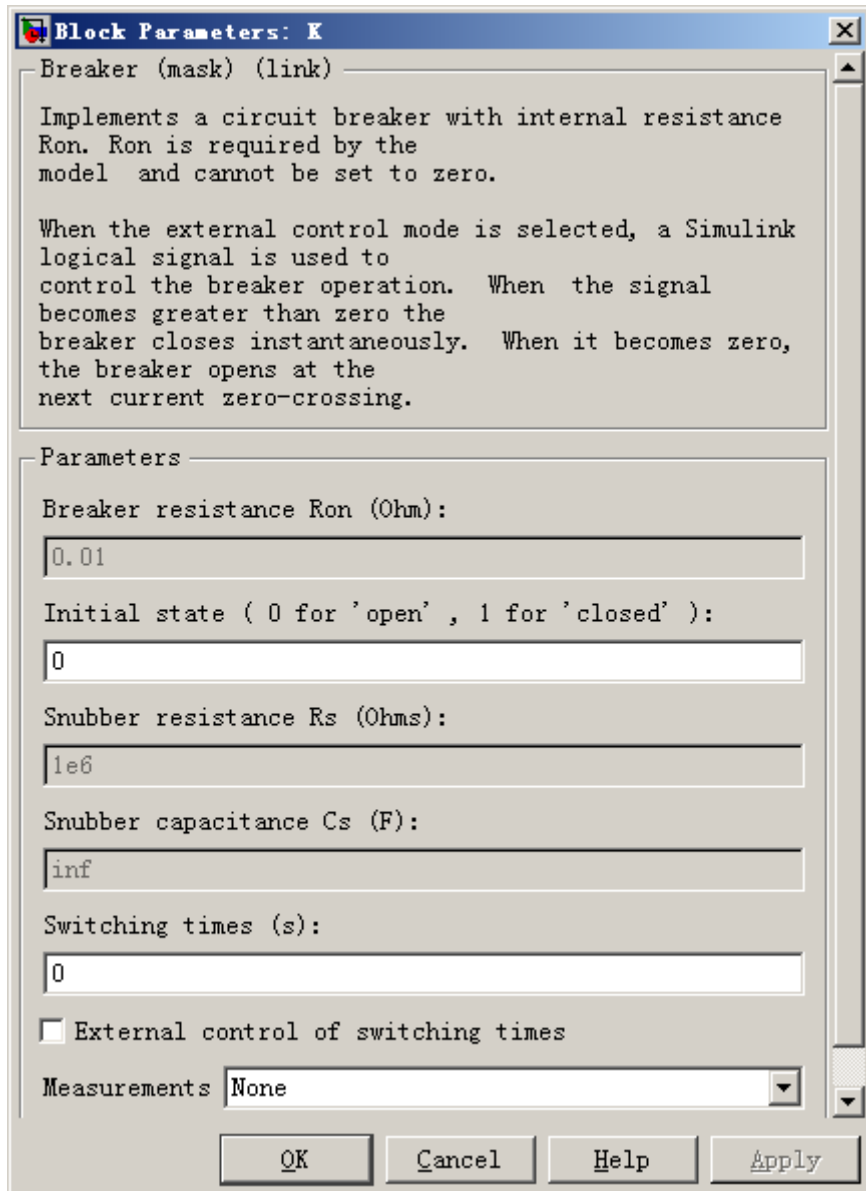 Block Parameters: K
Breaker (mask) (link)
Implements a circuit breaker with internal resistance
Ron. Ron is required by the
model  and cannot be set to zero.
When the external control mode is selected, a Simulink
logical signal is used to
control the breaker operation.  When  the signal
becomes greater than zero the
breaker closes instantaneously.  When it becomes zero,
the breaker opens at the
next current zero-crossing.
Parameters
Breaker resistance Ron (Ohm):
0.01
Initial state ( 0 for 'open' , 1 for 'closed' ):
0
Snubber resistance Rs (Ohms):
1e6
Snubber capacitance Cs (F):
inf
Switching times (s):
0
External control of switching times
Measurements None
OK Cancel Help Apply